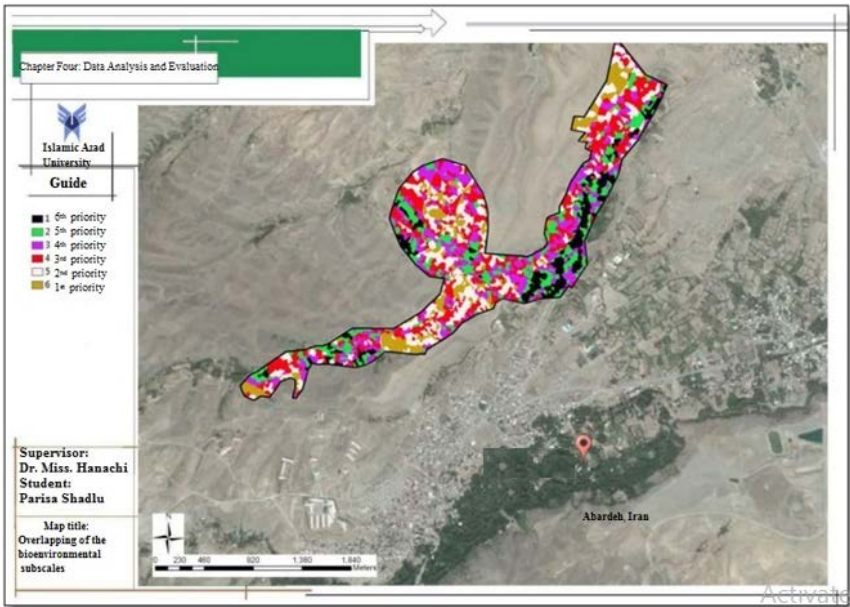 Chapter Four: Data Analysis and Evaluation
Islamic Azad
University
Guide
1 6th priority
2 5th priority
3 4th priority
4 3rd priority
5 2nd priority
6 1st priority
Supervisor:
Dr. Miss. Hanachi
Student:
Parisa Shadlu
Map title:
Overlapping of the
bioenvironmental
subscales
Abardeh, Iran
0 230 460 920 1,380 1,840
Meters
Activate